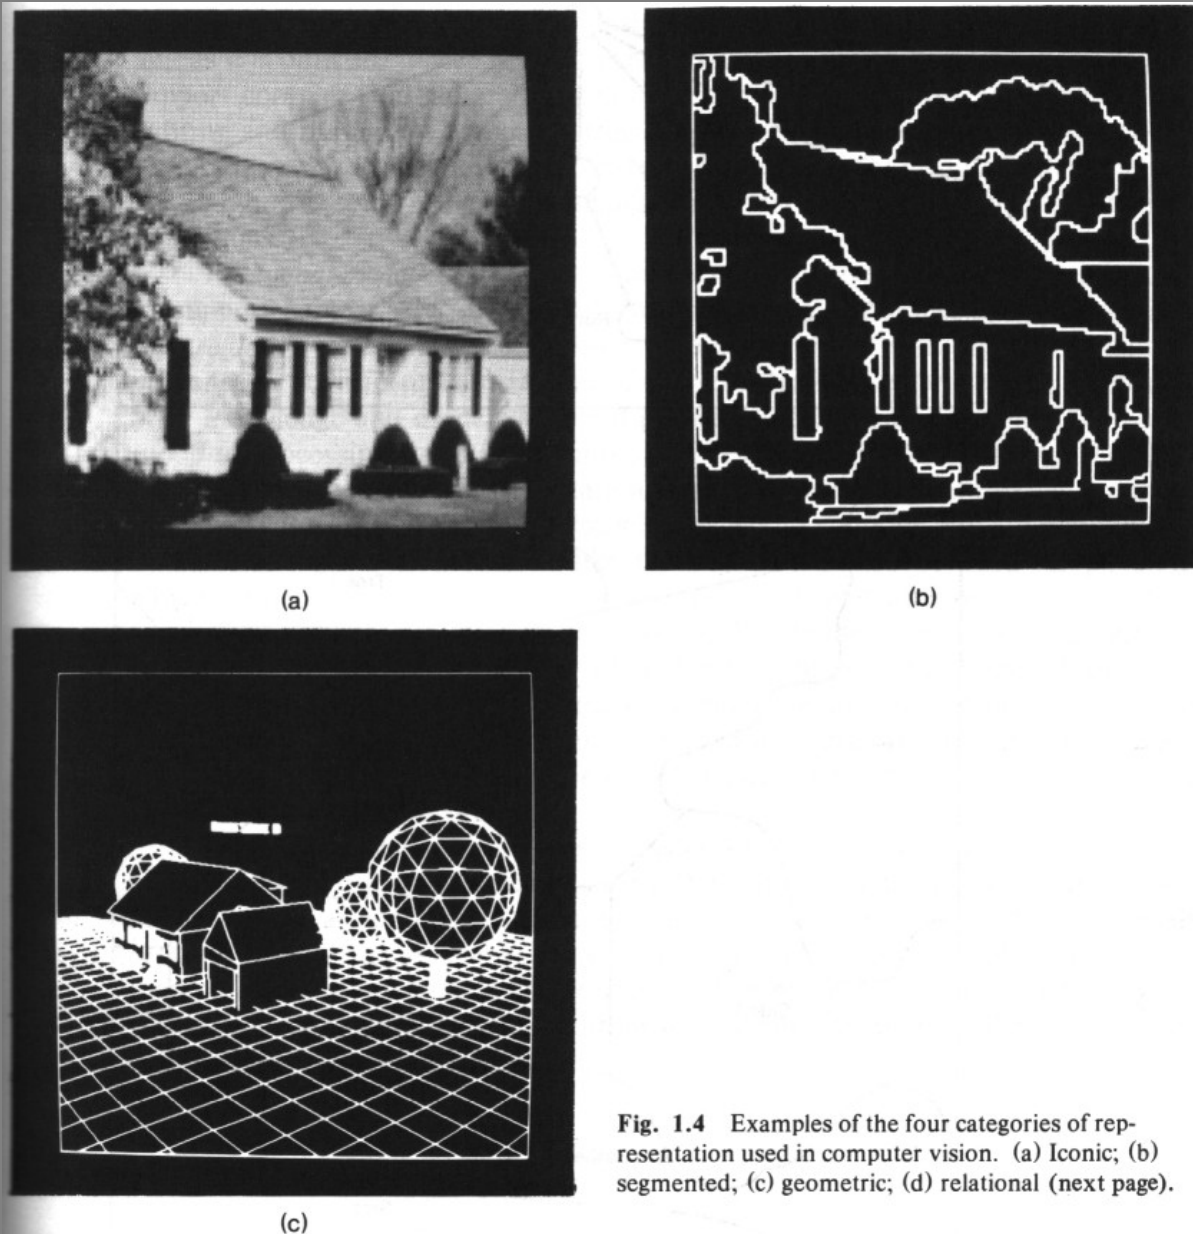 (a)
(b)
(c)
Fig. 1.4 Examples of the four categories of rep-
resentation used in computer vision. (a) Iconic; (b)
segmented; (c) geometric; (d) relational (next page).